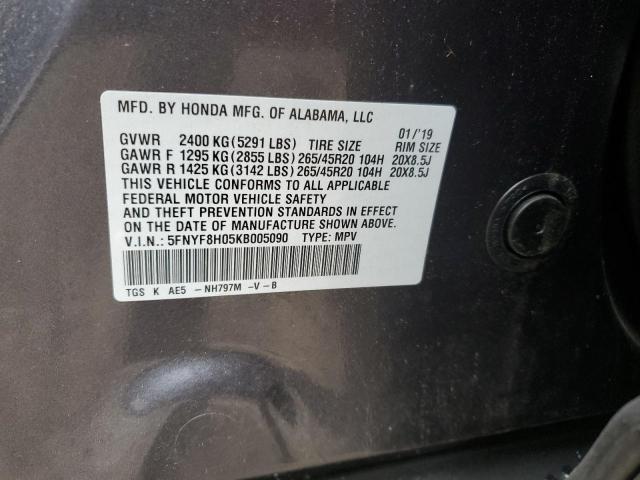 MFD. BY HONDA MFG. OF ALABAMA, LLC
01/'19
GVWR 2400 KG(5291 LBS) TIRE SIZE RIM SIZE
GAWR F 1295 KG(2855 LBS) 265/45R20 104H 20X8.5J
GAWR R 1425 KG(3142 LBS) 265/45R20 104H 20X8.5J
THIS VEHICLE CONFORMS TO ALL APPLICABLE
FEDERAL MOTOR VEHICLE SAFETY
AND THEFT PREVENTION STANDARDS IN EFFECT
ON THE DATE OF MANUFACTURE SHOWN ABOVE.
V.I.N.: 5FNYF8H05KB005090 TYPE: MPV
TGS K AE5 -NH797M -V-B